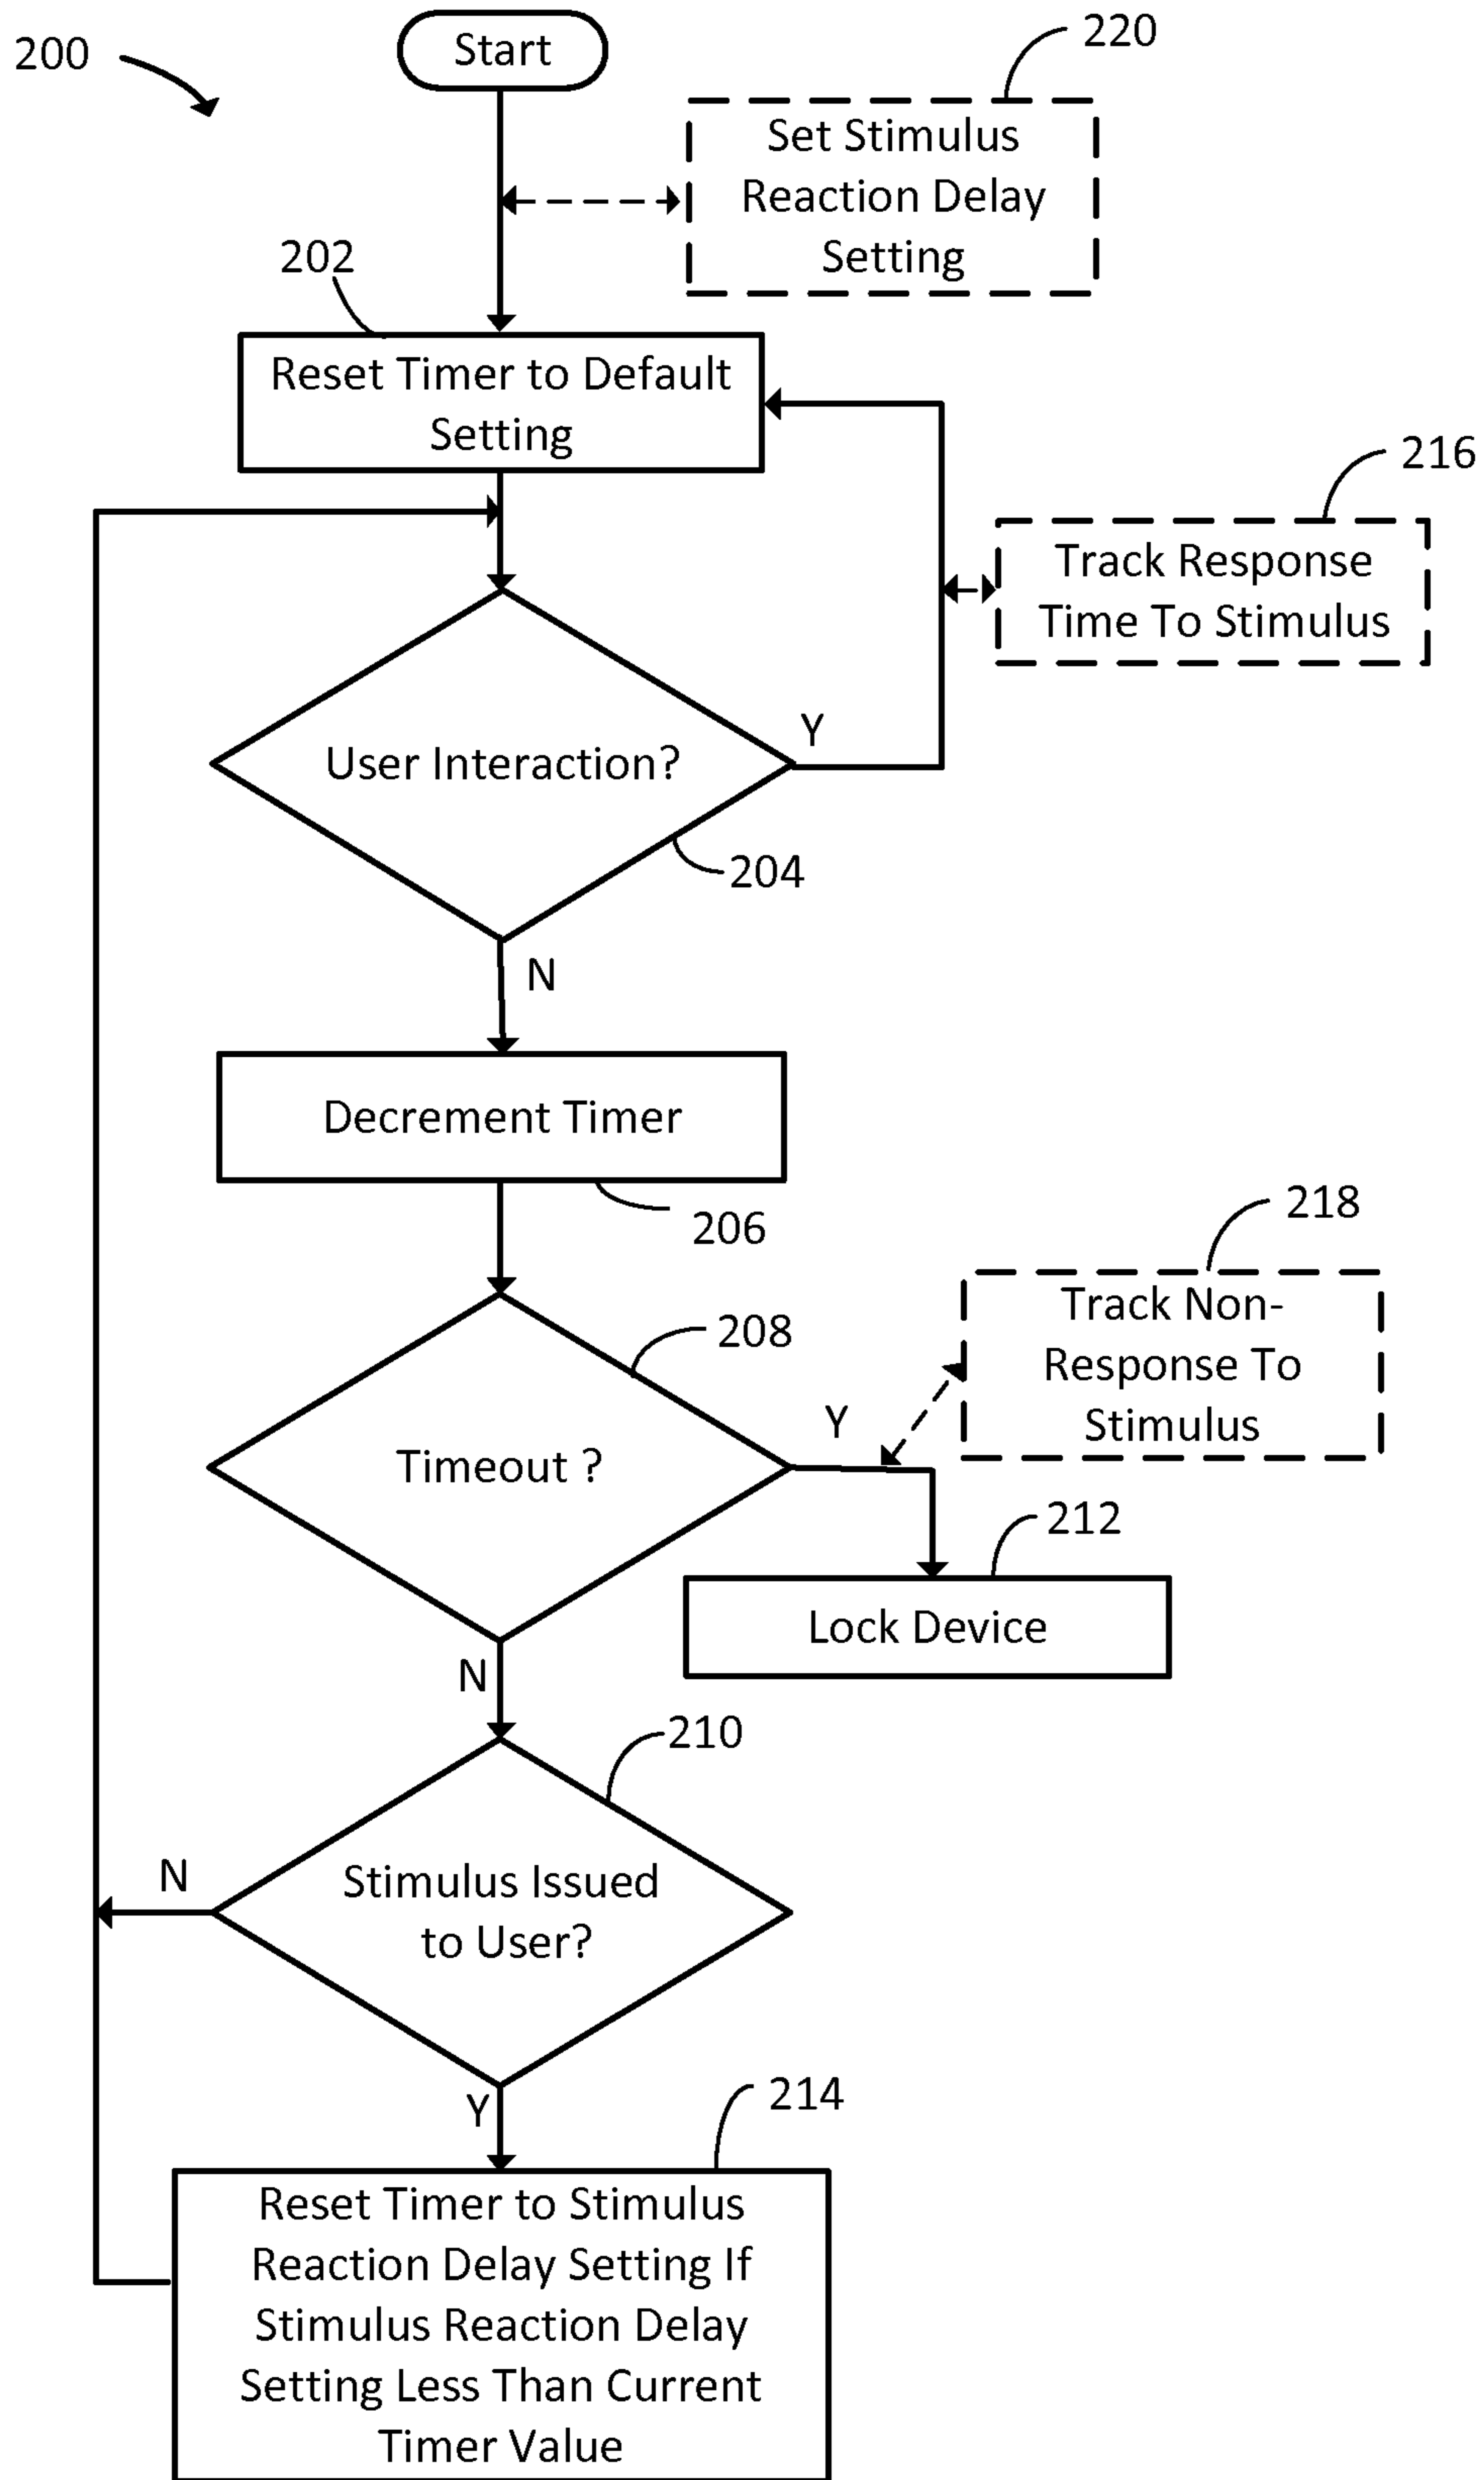 200
Start
220
Set Stimulus
Reaction Delay
Setting
202
Reset Timer to Default
Setting
216
Track Response
Time To Stimulus
User Interaction?
Y
204
N
Decrement Timer
206
218
Track Non-
Response To
Stimulus
208
Timeout ?
Y
212
Lock Device
N
210
Stimulus Issued
to User?
N
Y
214
Reset Timer to Stimulus
Reaction Delay Setting If
Stimulus Reaction Delay
Setting Less Than Current
Timer Value